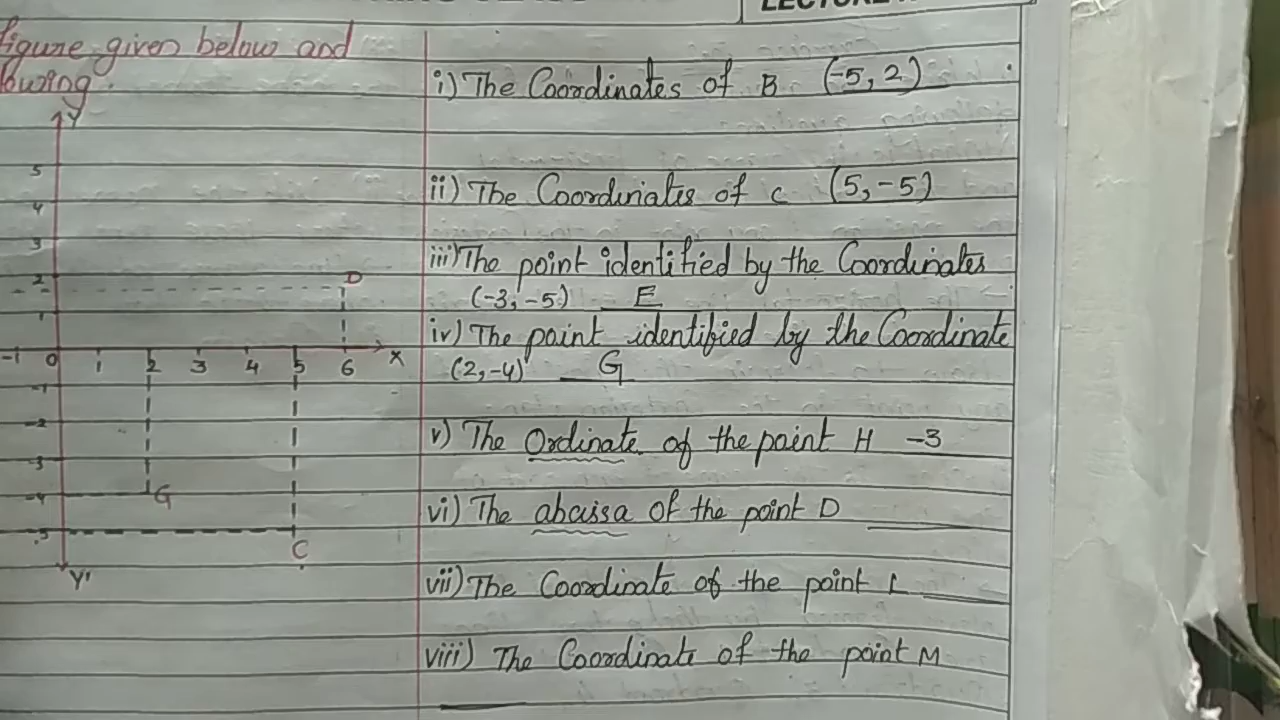 figure given below and
i) The Coordinates of B (-5, 2)
ii) The Coordinates of C (5, -5)
iii) The point identified by the Coordinates
(-3, -5) E
iv) The point identified by the Coordinate
(2, -4) G
v) The Ordinate of the point H -3
vi) The abcissa of the point D
vii) The Coordinate of the point L
viii) The Coordinate of the point M
Y
5
4
3
2 D
1
-1 0 1 2 3 4 5 6 X
-1
-2
-3
-4 G
-5
C
Y'